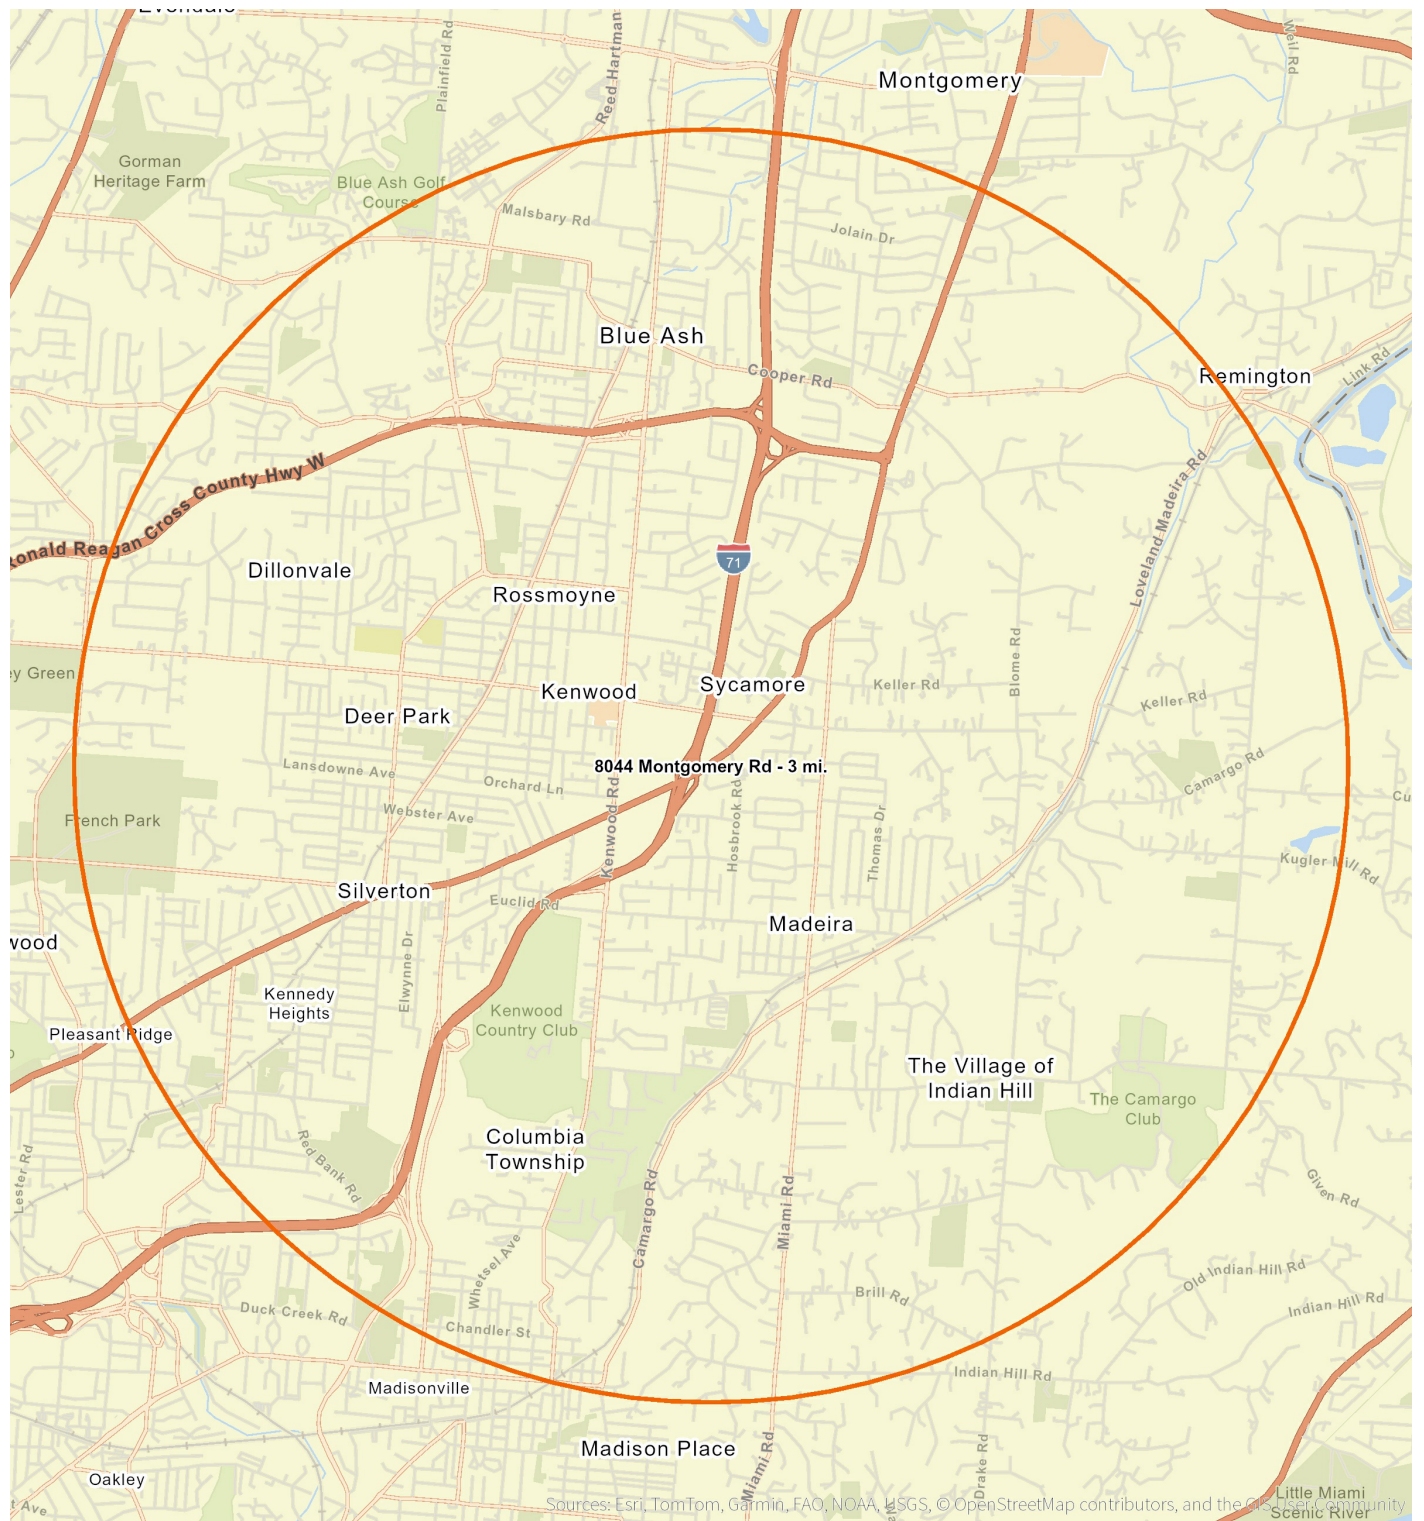 Evendale
Plainfield Rd
Reed Hartman
Weil Rd
Montgomery
Gorman
Heritage Farm
Blue Ash Golf
Course
Malsbary Rd
Jolain Dr
Blue Ash
Cooper Rd
Remington
Link Rd
Ronald Reagan Cross County Hwy W
Loveland Madeira Rd
71
Dillonvale
Rossmoyne
Blome Rd
ey Green
Kenwood
Sycamore
Keller Rd
Keller Rd
Deer Park
Lansdowne Ave
Orchard Ln
8044 Montgomery Rd - 3 mi.
Camargo Rd
Cu
French Park
Webster Ave
Kenwood Rd
Hosbrook Rd
Thomas Dr
Kugler Mill Rd
Silverton
Euclid Rd
Madeira
wood
Elwynne Dr
Kennedy
Heights
Kenwood
Country Club
Pleasant Ridge
The Village of
Indian Hill
The Camargo
Club
Columbia
Township
Red Bank Rd
Lester Rd
Camargo Rd
Miami Rd
Given Rd
Whetsel Ave
Old Indian Hill Rd
Brill Rd
Indian Hill Rd
Duck Creek Rd
Chandler St
Indian Hill Rd
Madisonville
Madison Place
Miami Rd
Drake Rd
Oakley
t Ave
Little Miami
Scenic River
Sources: Esri, TomTom, Garmin, FAO, NOAA, USGS, © OpenStreetMap contributors, and the GIS User Community